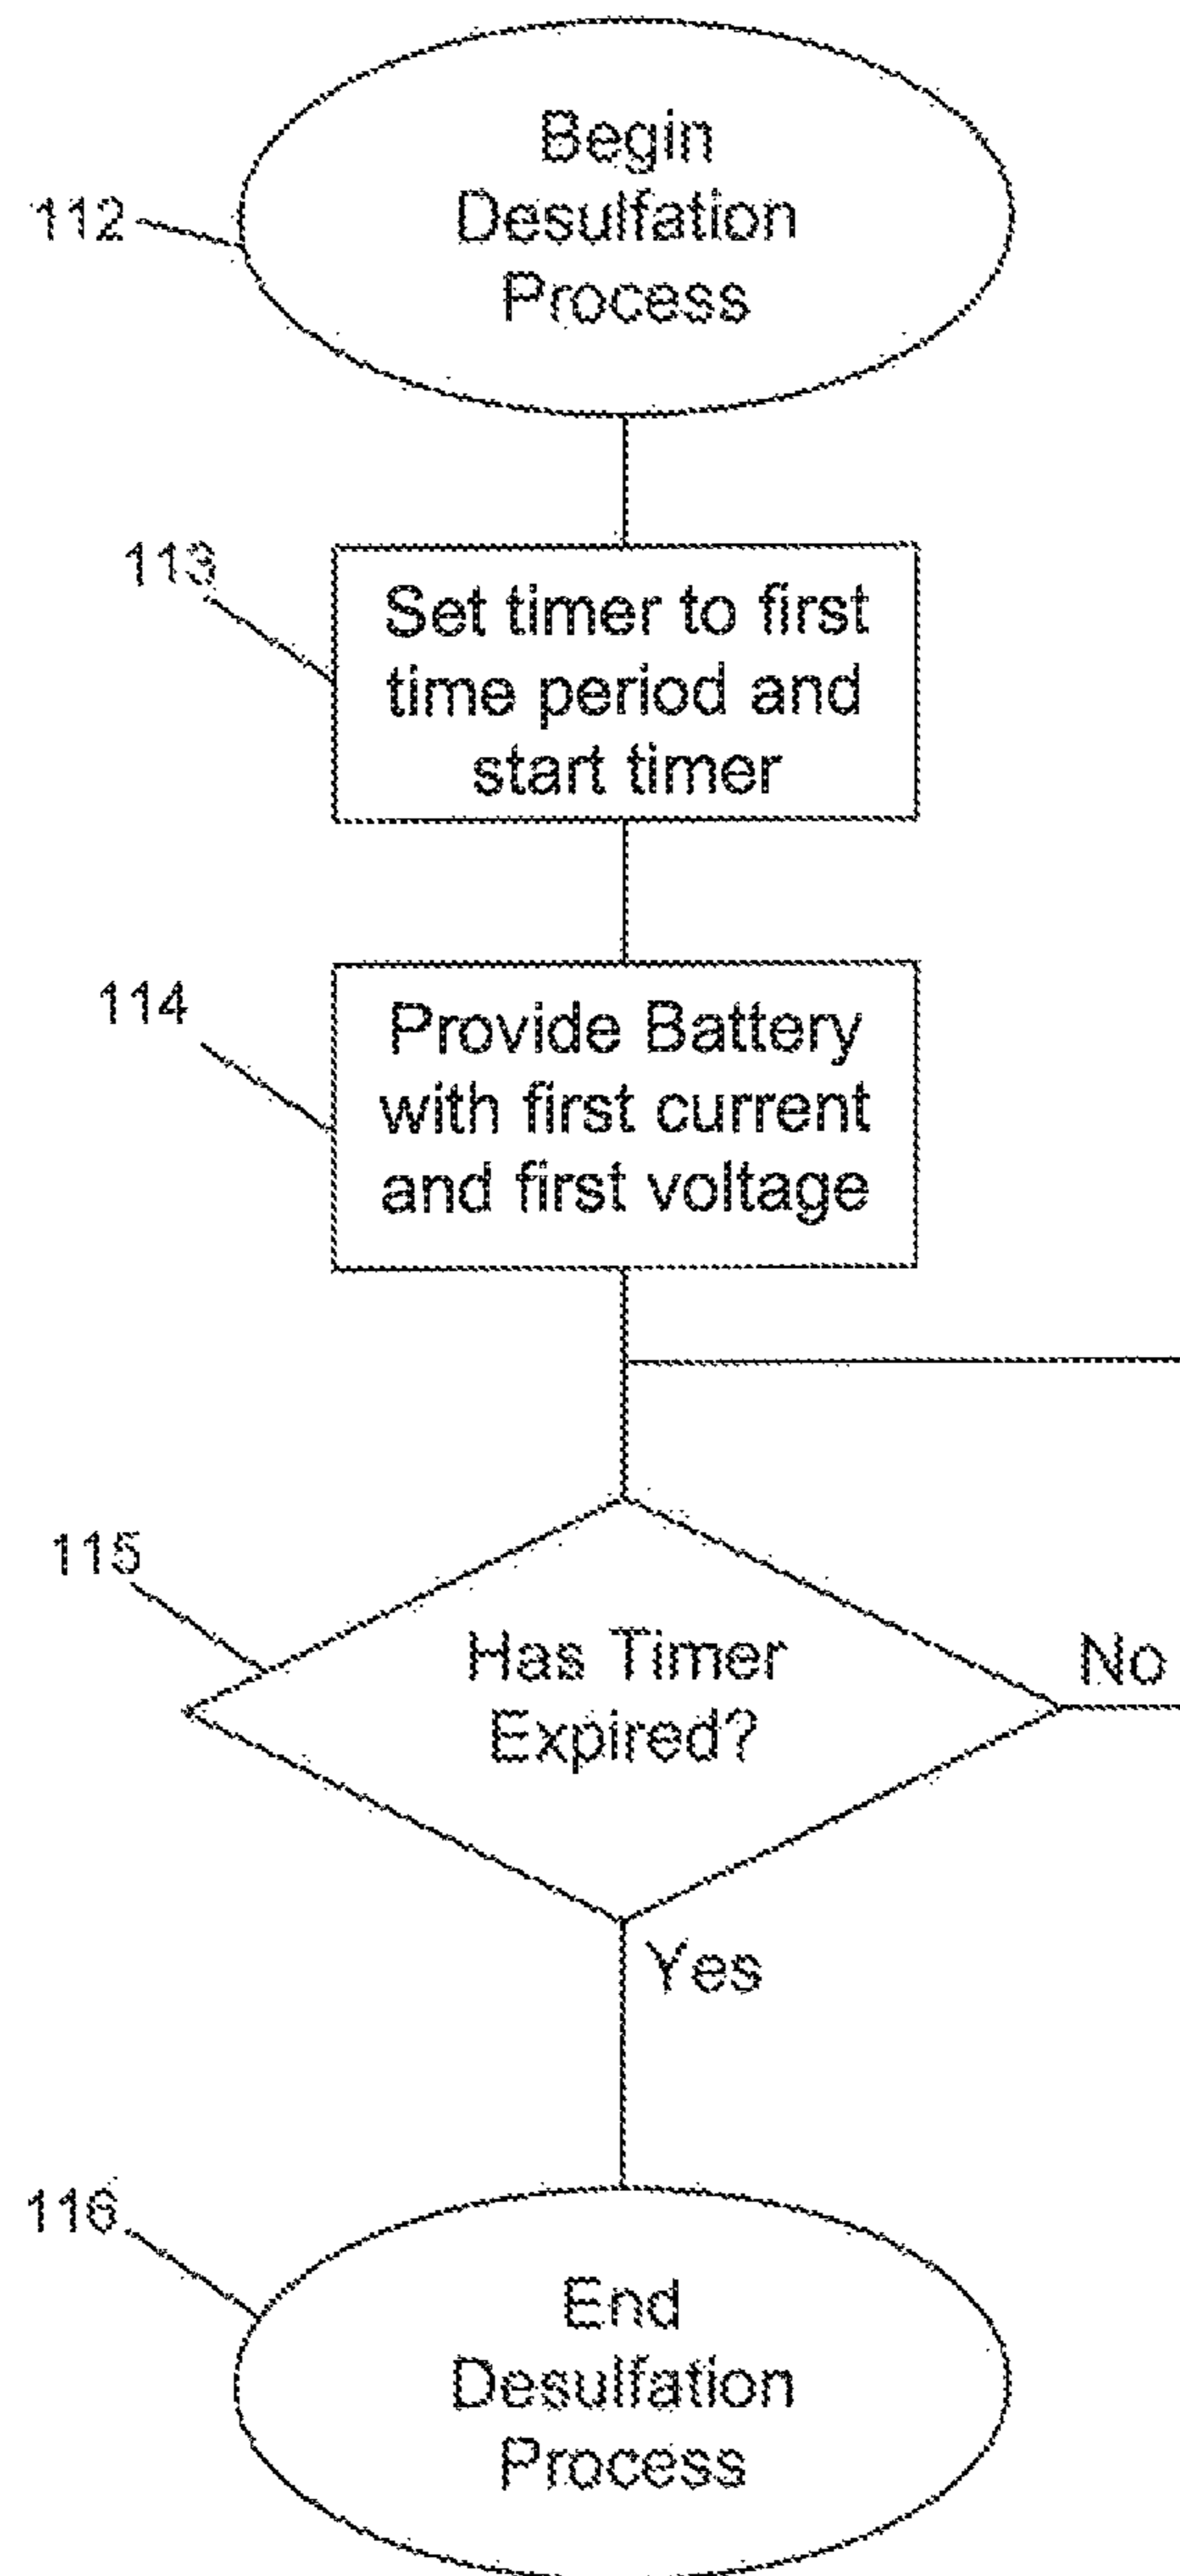 Begin
Desulfation
Process
112
113
Set timer to first
time period and
start timer
114
Provide Battery
with first current
and first voltage
115
Has Timer
Expired?
No
Yes
116
End
Desulfation
Process